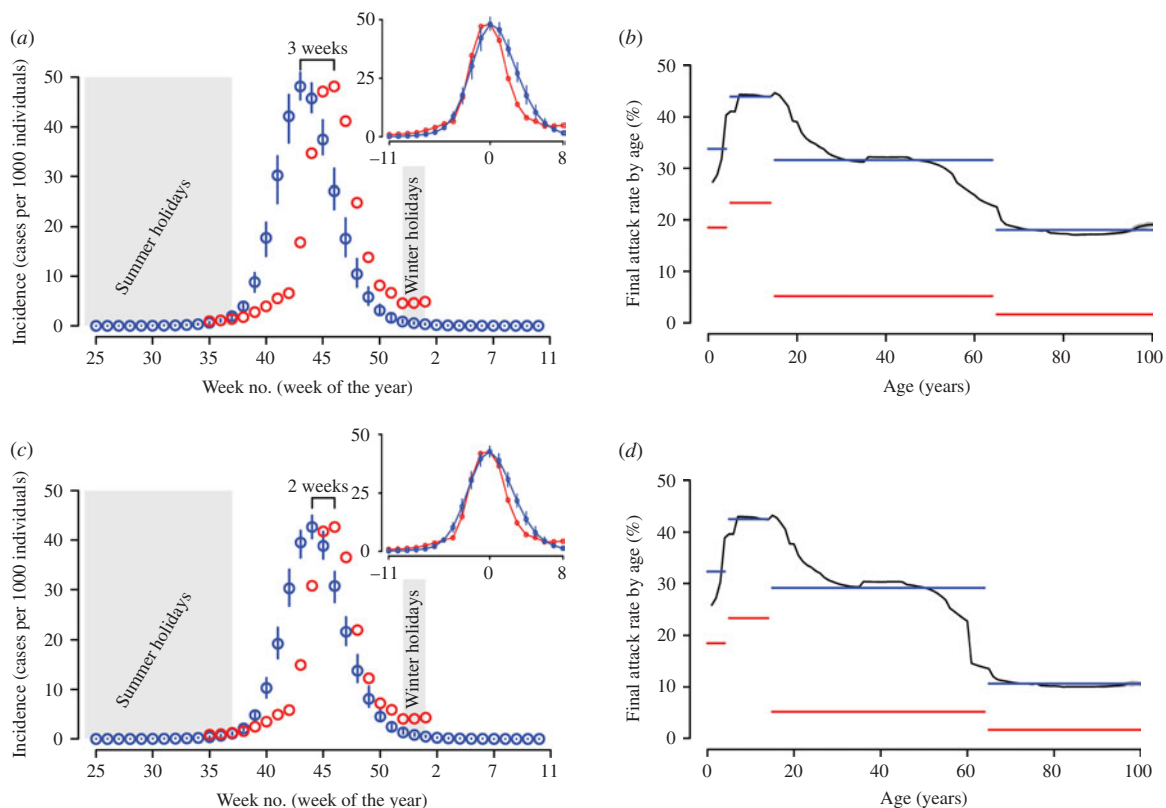 (a)
3 weeks
50
25
0
−11 0 8
Incidence (cases per 1000 individuals)
50
40
30
20
10
0
Summer holidays
Winter holidays
25 30 35 40 45 50 2 7 11
Week no. (week of the year)
(b)
Final attack rate by age (%)
50
40
30
20
10
0
0 20 40 60 80 100
Age (years)
(c)
2 weeks
50
25
0
−11 0 8
Incidence (cases per 1000 individuals)
50
40
30
20
10
0
Summer holidays
Winter holidays
25 30 35 40 45 50 2 7 11
Week no. (week of the year)
(d)
Final attack rate by age (%)
50
40
30
20
10
0
0 20 40 60 80 100
Age (years)